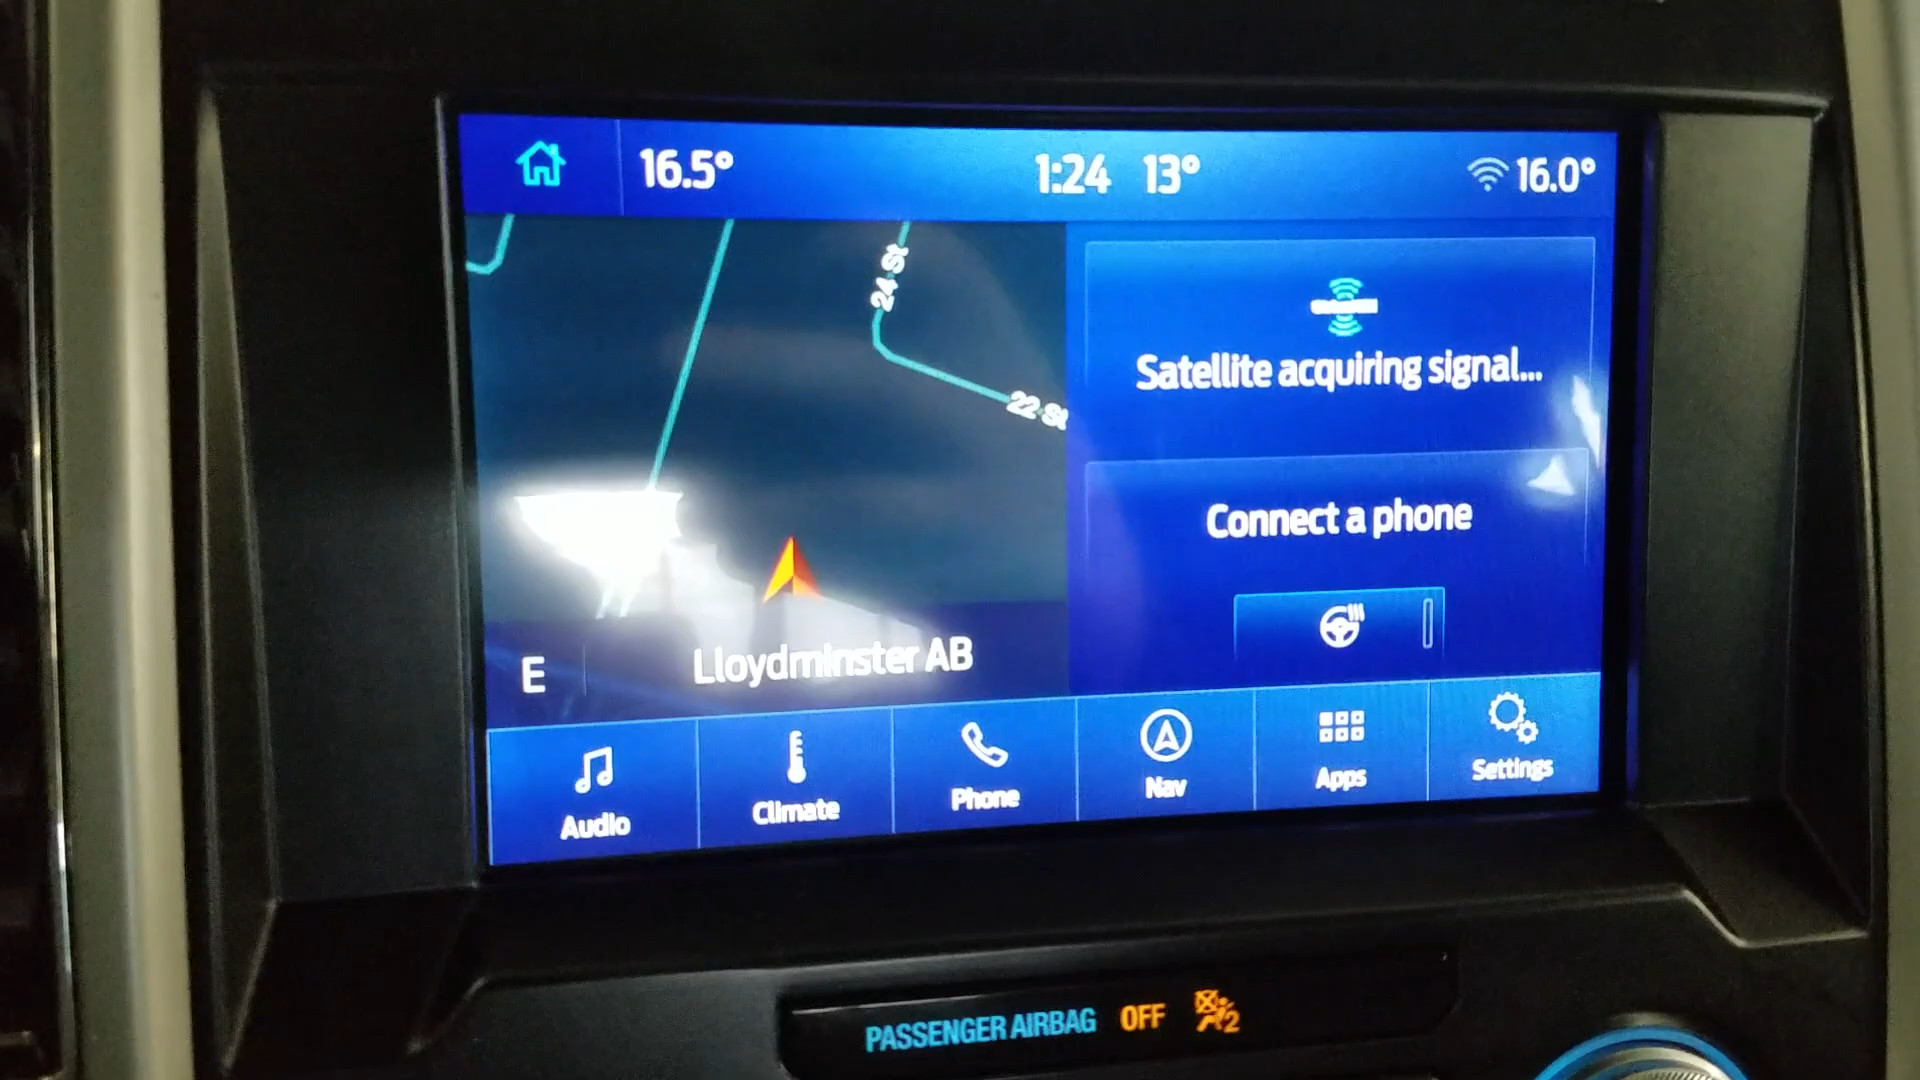 16.5°
1:24 13°
16.0°
24 St
22 St
Satellite acquiring signal...
Connect a phone
E
Lloydminster AB
Audio
Climate
Phone
Nav
Apps
Settings
PASSENGER AIRBAG OFF
2